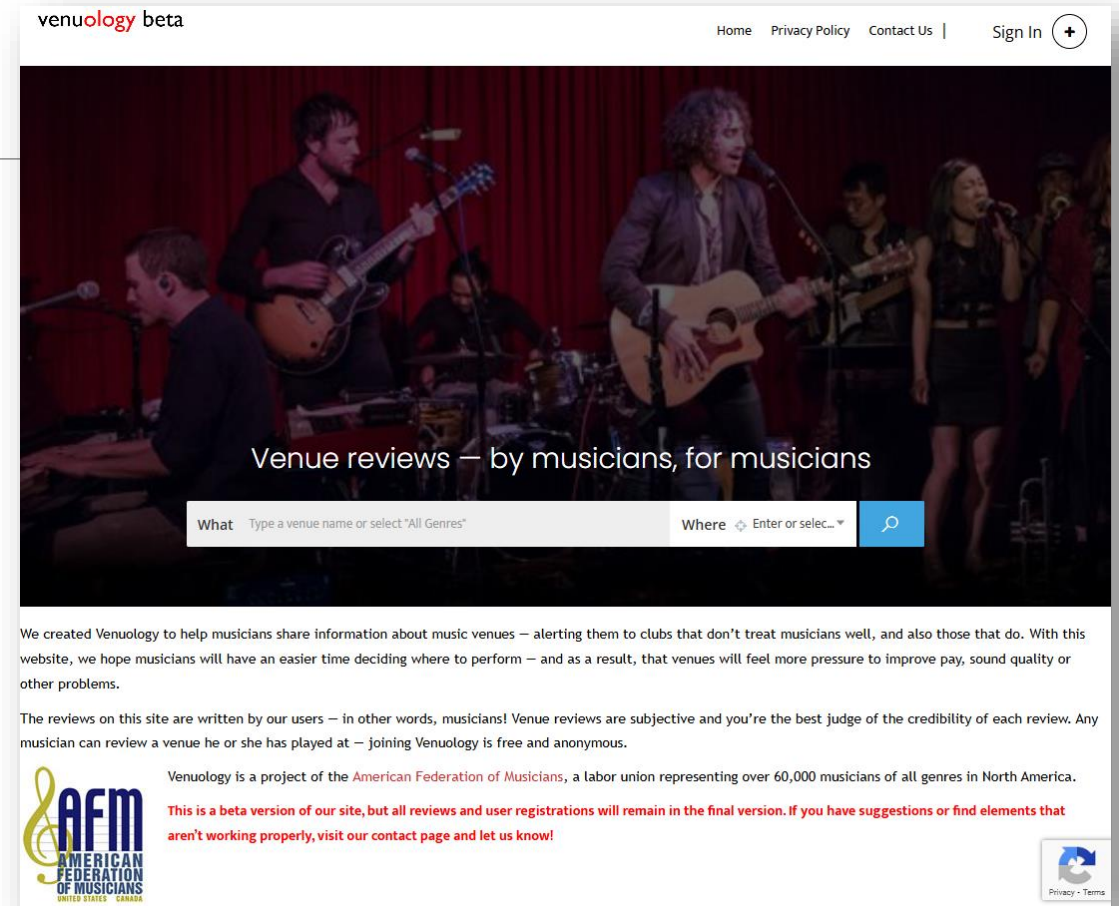 venuology beta
Home Privacy Policy Contact Us | Sign In +
Venue reviews — by musicians, for musicians
What Type a venue name or select "All Genres" Where Enter or selec...
We created Venuology to help musicians share information about music venues — alerting them to clubs that don't treat musicians well, and also those that do. With this
website, we hope musicians will have an easier time deciding where to perform — and as a result, that venues will feel more pressure to improve pay, sound quality or
other problems.
The reviews on this site are written by our users — in other words, musicians! Venue reviews are subjective and you're the best judge of the credibility of each review. Any
musician can review a venue he or she has played at — joining Venuology is free and anonymous.
Venuology is a project of the American Federation of Musicians, a labor union representing over 60,000 musicians of all genres in North America.
This is a beta version of our site, but all reviews and user registrations will remain in the final version. If you have suggestions or find elements that
aren't working properly, visit our contact page and let us know!
AFM
AMERICAN
FEDERATION
OF MUSICIANS
UNITED STATES CANADA
Privacy - Terms